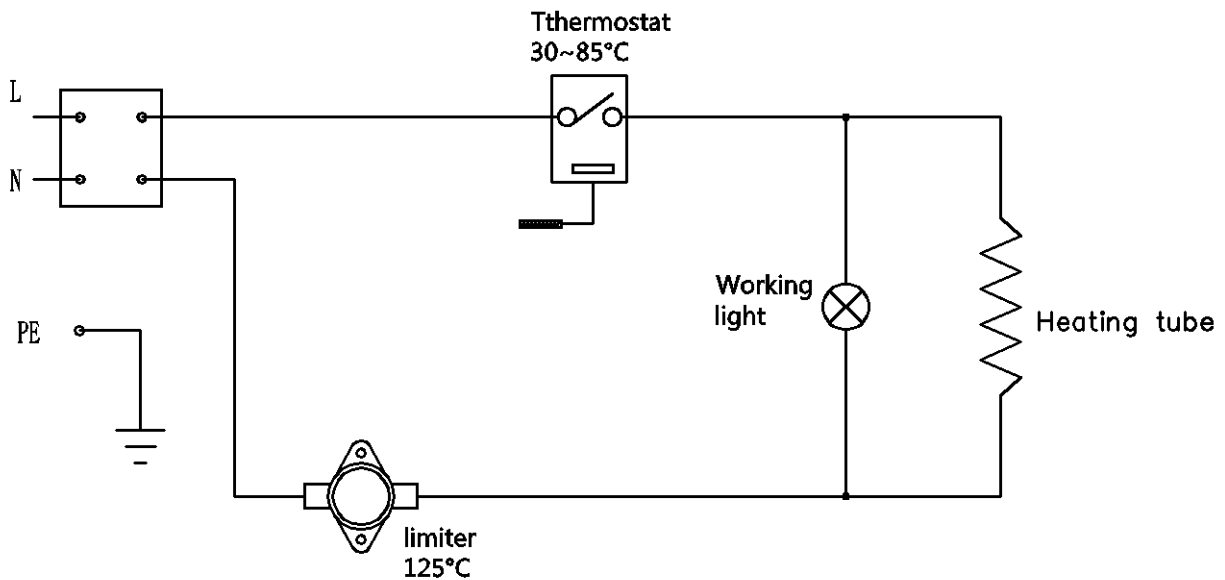 Tthermostat
30~85°C
L
N
Working
light
Heating tube
PE
limiter
125°C